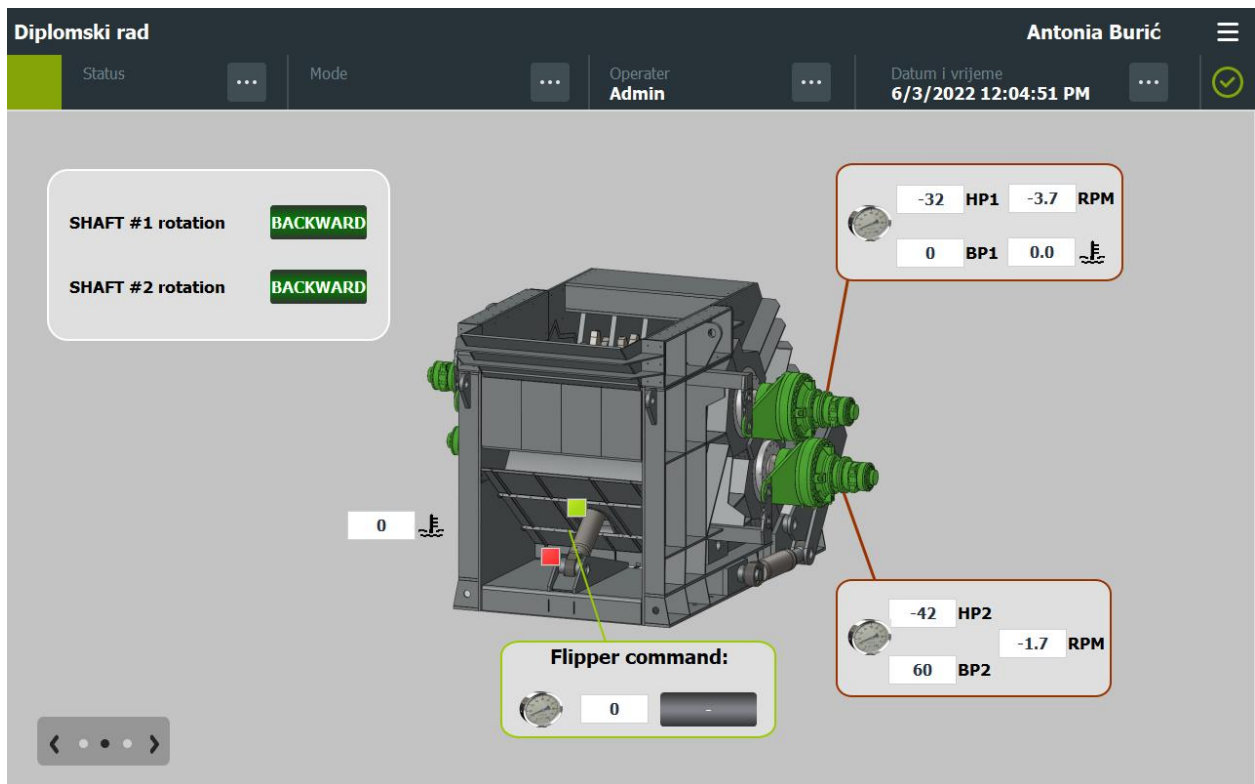 Diplomski rad
Antonia Burić
Status
Mode
Operater
Admin
Datum i vrijeme
6/3/2022 12:04:51 PM
SHAFT #1 rotation BACKWARD
SHAFT #2 rotation BACKWARD
-32 HP1 -3.7 RPM
0 BP1 0.0
0
-42 HP2
-1.7 RPM
60 BP2
Flipper command:
0 -